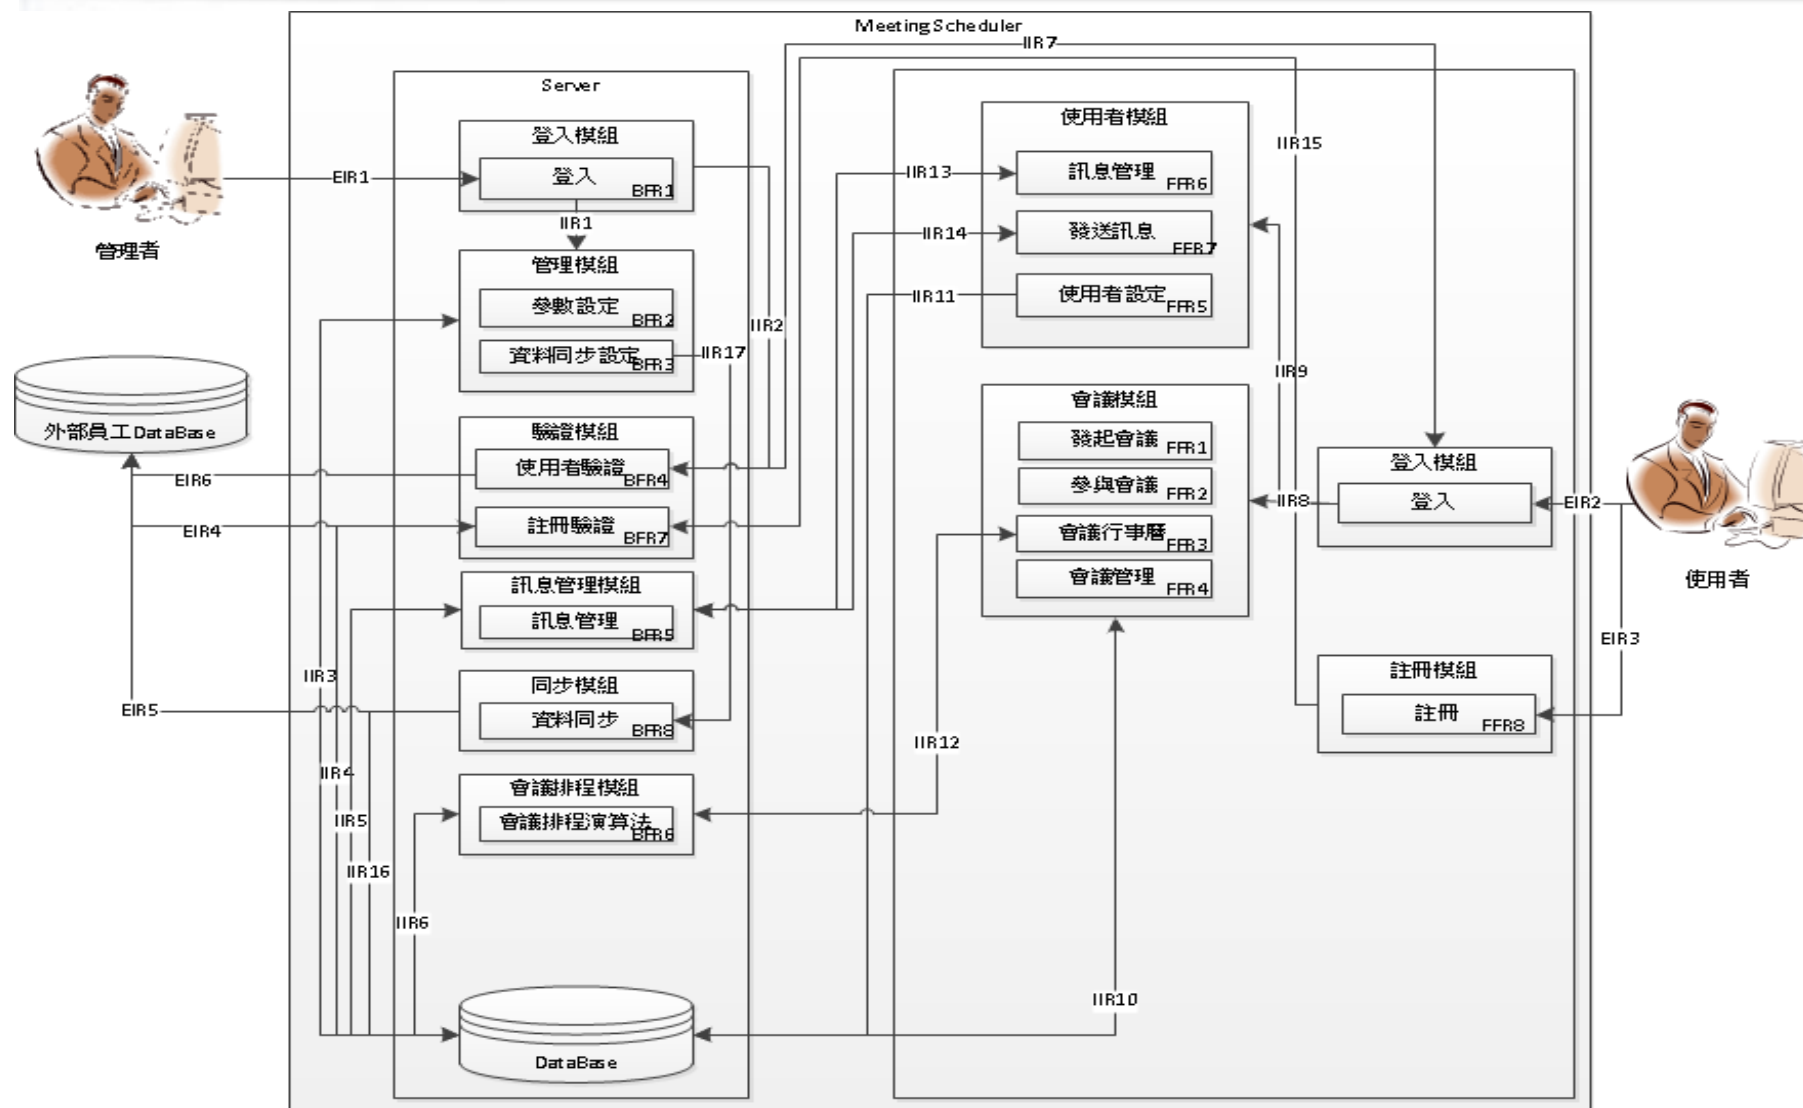 MeetingScheduler
IIR7
Server
登入模組
登入
BFR1
EIR1
管理者
IIR1
管理模組
參數設定
BFR2
資料同步設定
BFR3
IIR2
IIR17
外部員工DataBase
驗證模組
使用者驗證
BFR4
EIR6
註冊驗證
BFR7
EIR4
訊息管理模組
訊息管理
BFR5
IIR3
同步模組
資料同步
BFR8
EIR5
IIR4
會議排程模組
會議排程演算法
BFR6
IIR5
IIR16
IIR6
DataBase
使用者模組
IIR15
IIR13
訊息管理
FFR6
IIR14
發送訊息
FFR7
IIR11
使用者設定
FFR5
IIR9
會議模組
發起會議
FFR1
參與會議
FFR2
會議行事曆
FFR3
會議管理
FFR4
IIR8
登入模組
登入
EIR2
使用者
EIR3
註冊模組
註冊
FFR8
IIR12
IIR10